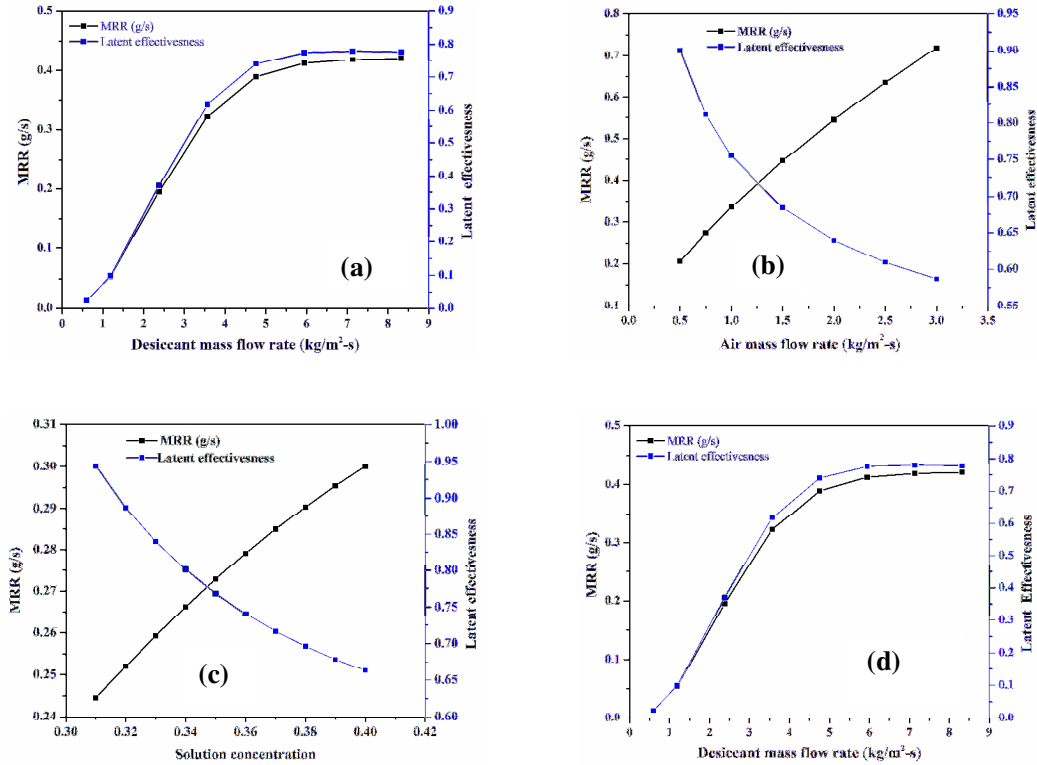 MRR (g/s)
Latent effectiveness
0.5
0.4
0.3
0.2
0.1
0.0
MRR (g/s)
0.9
0.8
0.7
0.6
0.5
0.4
0.3
0.2
0.1
0.0
Latent effectivesness
(a)
0 1 2 3 4 5 6 7 8 9
Desiccant mass flow rate (kg/m²-s)
MRR (g/s)
Latent effectiveness
0.8
0.7
0.6
0.5
0.4
0.3
0.2
0.1
MRR (g/s)
0.95
0.90
0.85
0.80
0.75
0.70
0.65
0.60
0.55
Latent effectiveness
(b)
0.0 0.5 1.0 1.5 2.0 2.5 3.0 3.5
Air mass flow rate (kg/m²-s)
MRR (g/s)
Latent effectiveness
0.31
0.30
0.29
0.28
0.27
0.26
0.25
0.24
MRR (g/s)
1.00
0.95
0.90
0.85
0.80
0.75
0.70
0.65
0.60
Latent effectiveness
(c)
0.30 0.32 0.34 0.36 0.38 0.40 0.42
Solution concentration
MRR (g/s)
Latent effectiveness
0.5
0.4
0.3
0.2
0.1
0.0
MRR (g/s)
0.9
0.8
0.7
0.6
0.5
0.4
0.3
0.2
0.1
0.0
Latent Effectiveness
(d)
0 1 2 3 4 5 6 7 8 9
Desiccant mass flow rate (kg/m²-s)